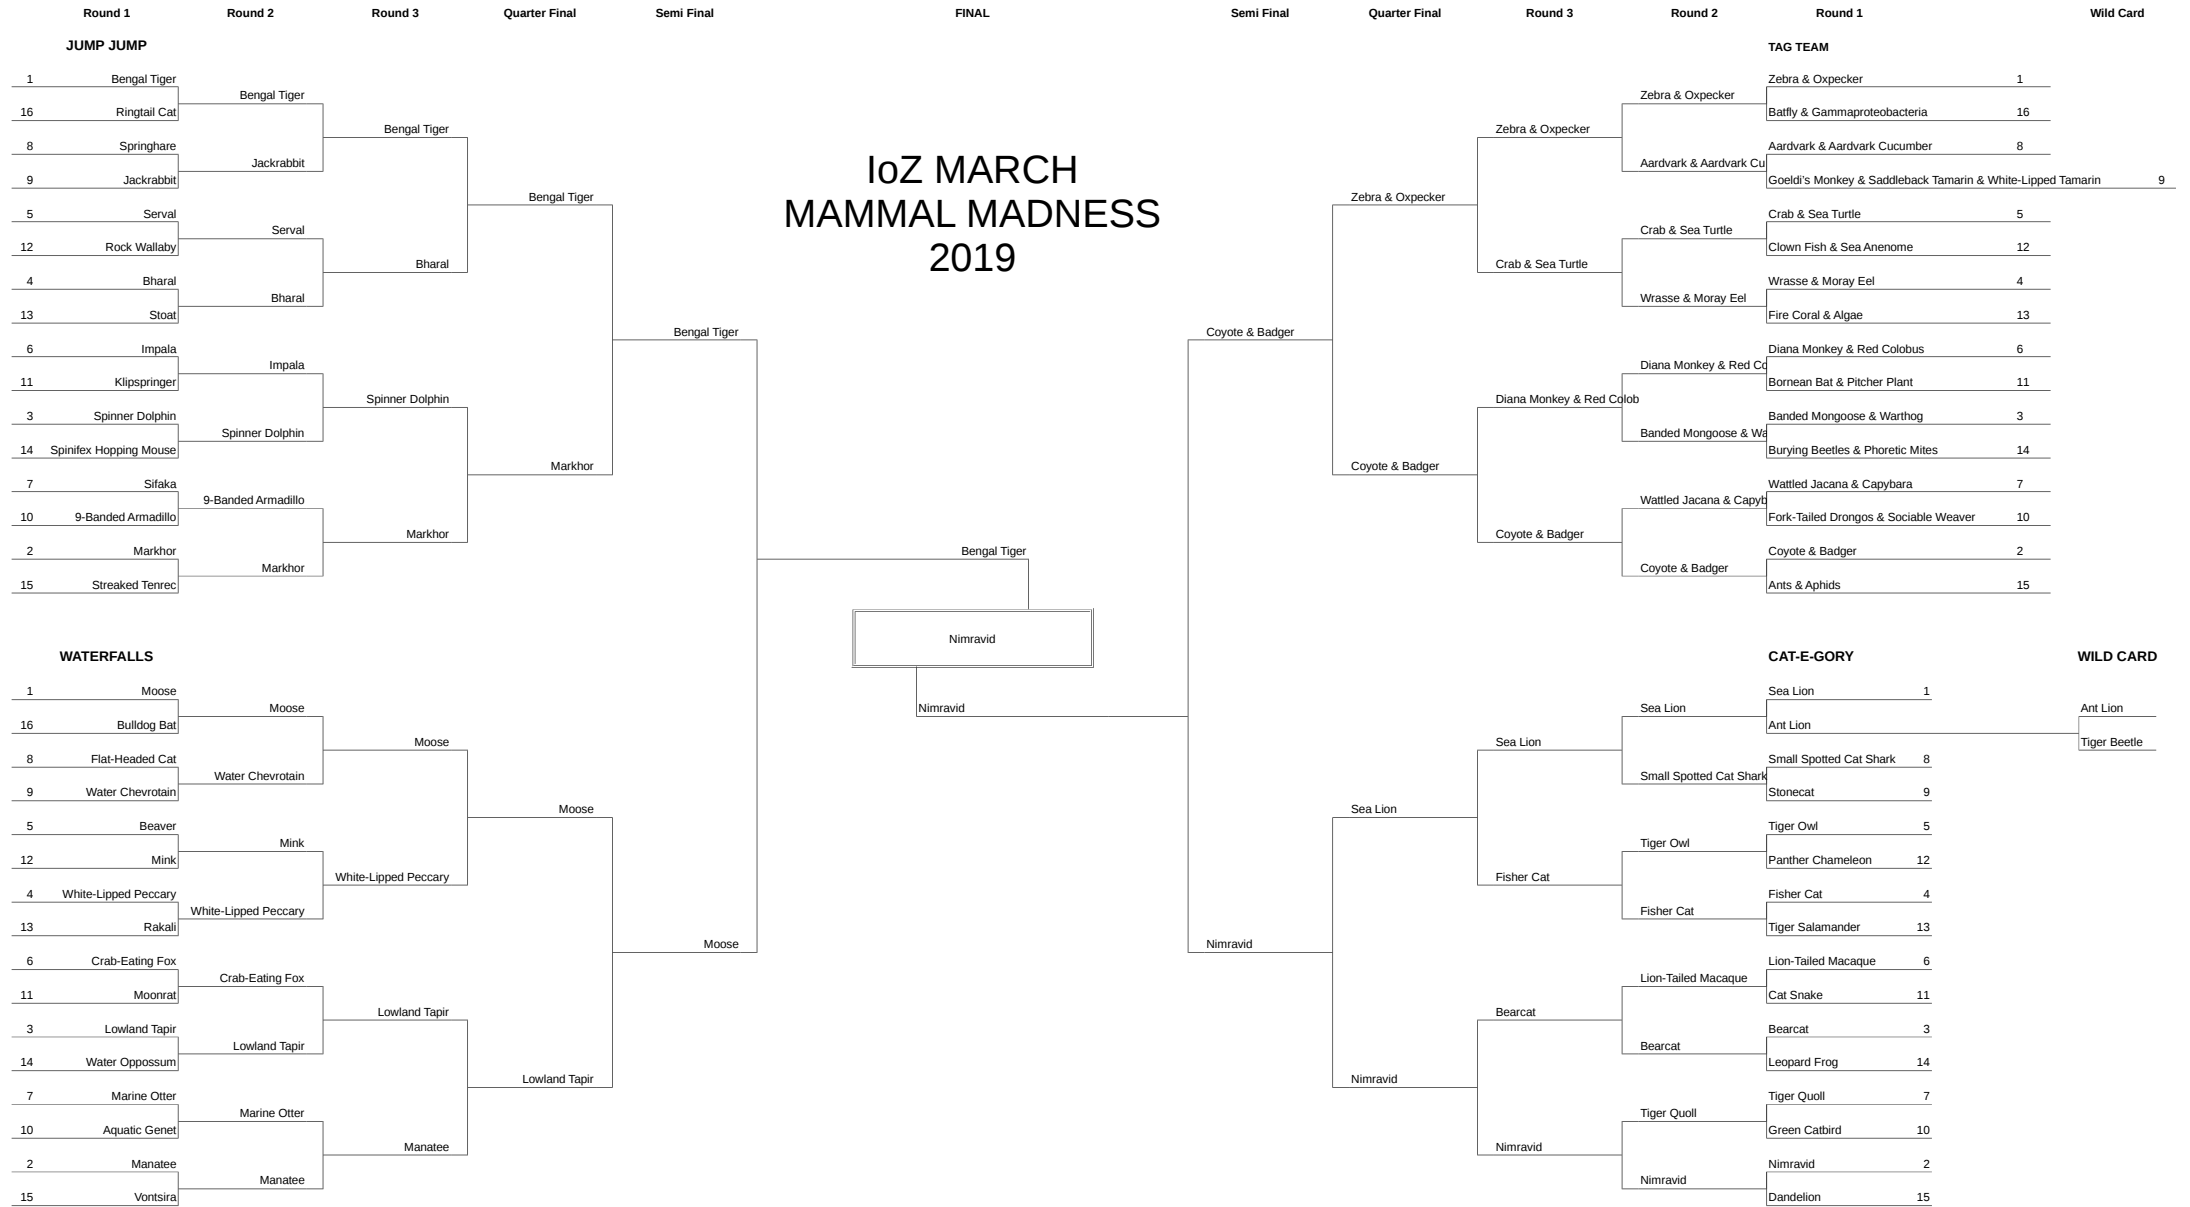 Round 1 Round 2 Round 3 Quarter Final Semi Final FINAL Semi Final Quarter Final Round 3 Round 2 Round 1 Wild Card
JUMP JUMP
1 Bengal Tiger
16 Ringtail Cat
8 Springhare
9 Jackrabbit
5 Serval
12 Rock Wallaby
4 Bharal
13 Stoat
6 Impala
11 Klipspringer
3 Spinner Dolphin
14 Spinifex Hopping Mouse
7 Sifaka
10 9-Banded Armadillo
2 Markhor
15 Streaked Tenrec
Bengal Tiger
Jackrabbit
Serval
Bharal
Impala
Spinner Dolphin
9-Banded Armadillo
Markhor
Bengal Tiger
Bharal
Spinner Dolphin
Markhor
Bengal Tiger
Markhor
Bengal Tiger
WATERFALLS
1 Moose
16 Bulldog Bat
8 Flat-Headed Cat
9 Water Chevrotain
5 Beaver
12 Mink
4 White-Lipped Peccary
13 Rakali
6 Crab-Eating Fox
11 Moonrat
3 Lowland Tapir
14 Water Oppossum
7 Marine Otter
10 Aquatic Genet
2 Manatee
15 Vontsira
Moose
Water Chevrotain
Mink
White-Lipped Peccary
Crab-Eating Fox
Lowland Tapir
Marine Otter
Manatee
Moose
White-Lipped Peccary
Lowland Tapir
Manatee
Moose
Lowland Tapir
Moose
IoZ MARCH
MAMMAL MADNESS
2019
Bengal Tiger
Nimravid
Nimravid
Coyote & Badger
Zebra & Oxpecker
Coyote & Badger
Zebra & Oxpecker
Crab & Sea Turtle
Diana Monkey & Red Colob
Coyote & Badger
Zebra & Oxpecker
Aardvark & Aardvark Cu
Crab & Sea Turtle
Wrasse & Moray Eel
Diana Monkey & Red Co
Banded Mongoose & Wa
Wattled Jacana & Capyb
Coyote & Badger
TAG TEAM
Zebra & Oxpecker 1
Batfly & Gammaproteobacteria 16
Aardvark & Aardvark Cucumber 8
Goeldi's Monkey & Saddleback Tamarin & White-Lipped Tamarin 9
Crab & Sea Turtle 5
Clown Fish & Sea Anenome 12
Wrasse & Moray Eel 4
Fire Coral & Algae 13
Diana Monkey & Red Colobus 6
Bornean Bat & Pitcher Plant 11
Banded Mongoose & Warthog 3
Burying Beetles & Phoretic Mites 14
Wattled Jacana & Capybara 7
Fork-Tailed Drongos & Sociable Weaver 10
Coyote & Badger 2
Ants & Aphids 15
Nimravid
Sea Lion
Nimravid
Sea Lion
Fisher Cat
Bearcat
Nimravid
Sea Lion
Small Spotted Cat Shark
Tiger Owl
Fisher Cat
Lion-Tailed Macaque
Bearcat
Tiger Quoll
Nimravid
CAT-E-GORY
Sea Lion 1
Ant Lion
Small Spotted Cat Shark 8
Stonecat 9
Tiger Owl 5
Panther Chameleon 12
Fisher Cat 4
Tiger Salamander 13
Lion-Tailed Macaque 6
Cat Snake 11
Bearcat 3
Leopard Frog 14
Tiger Quoll 7
Green Catbird 10
Nimravid 2
Dandelion 15
WILD CARD
Ant Lion
Tiger Beetle